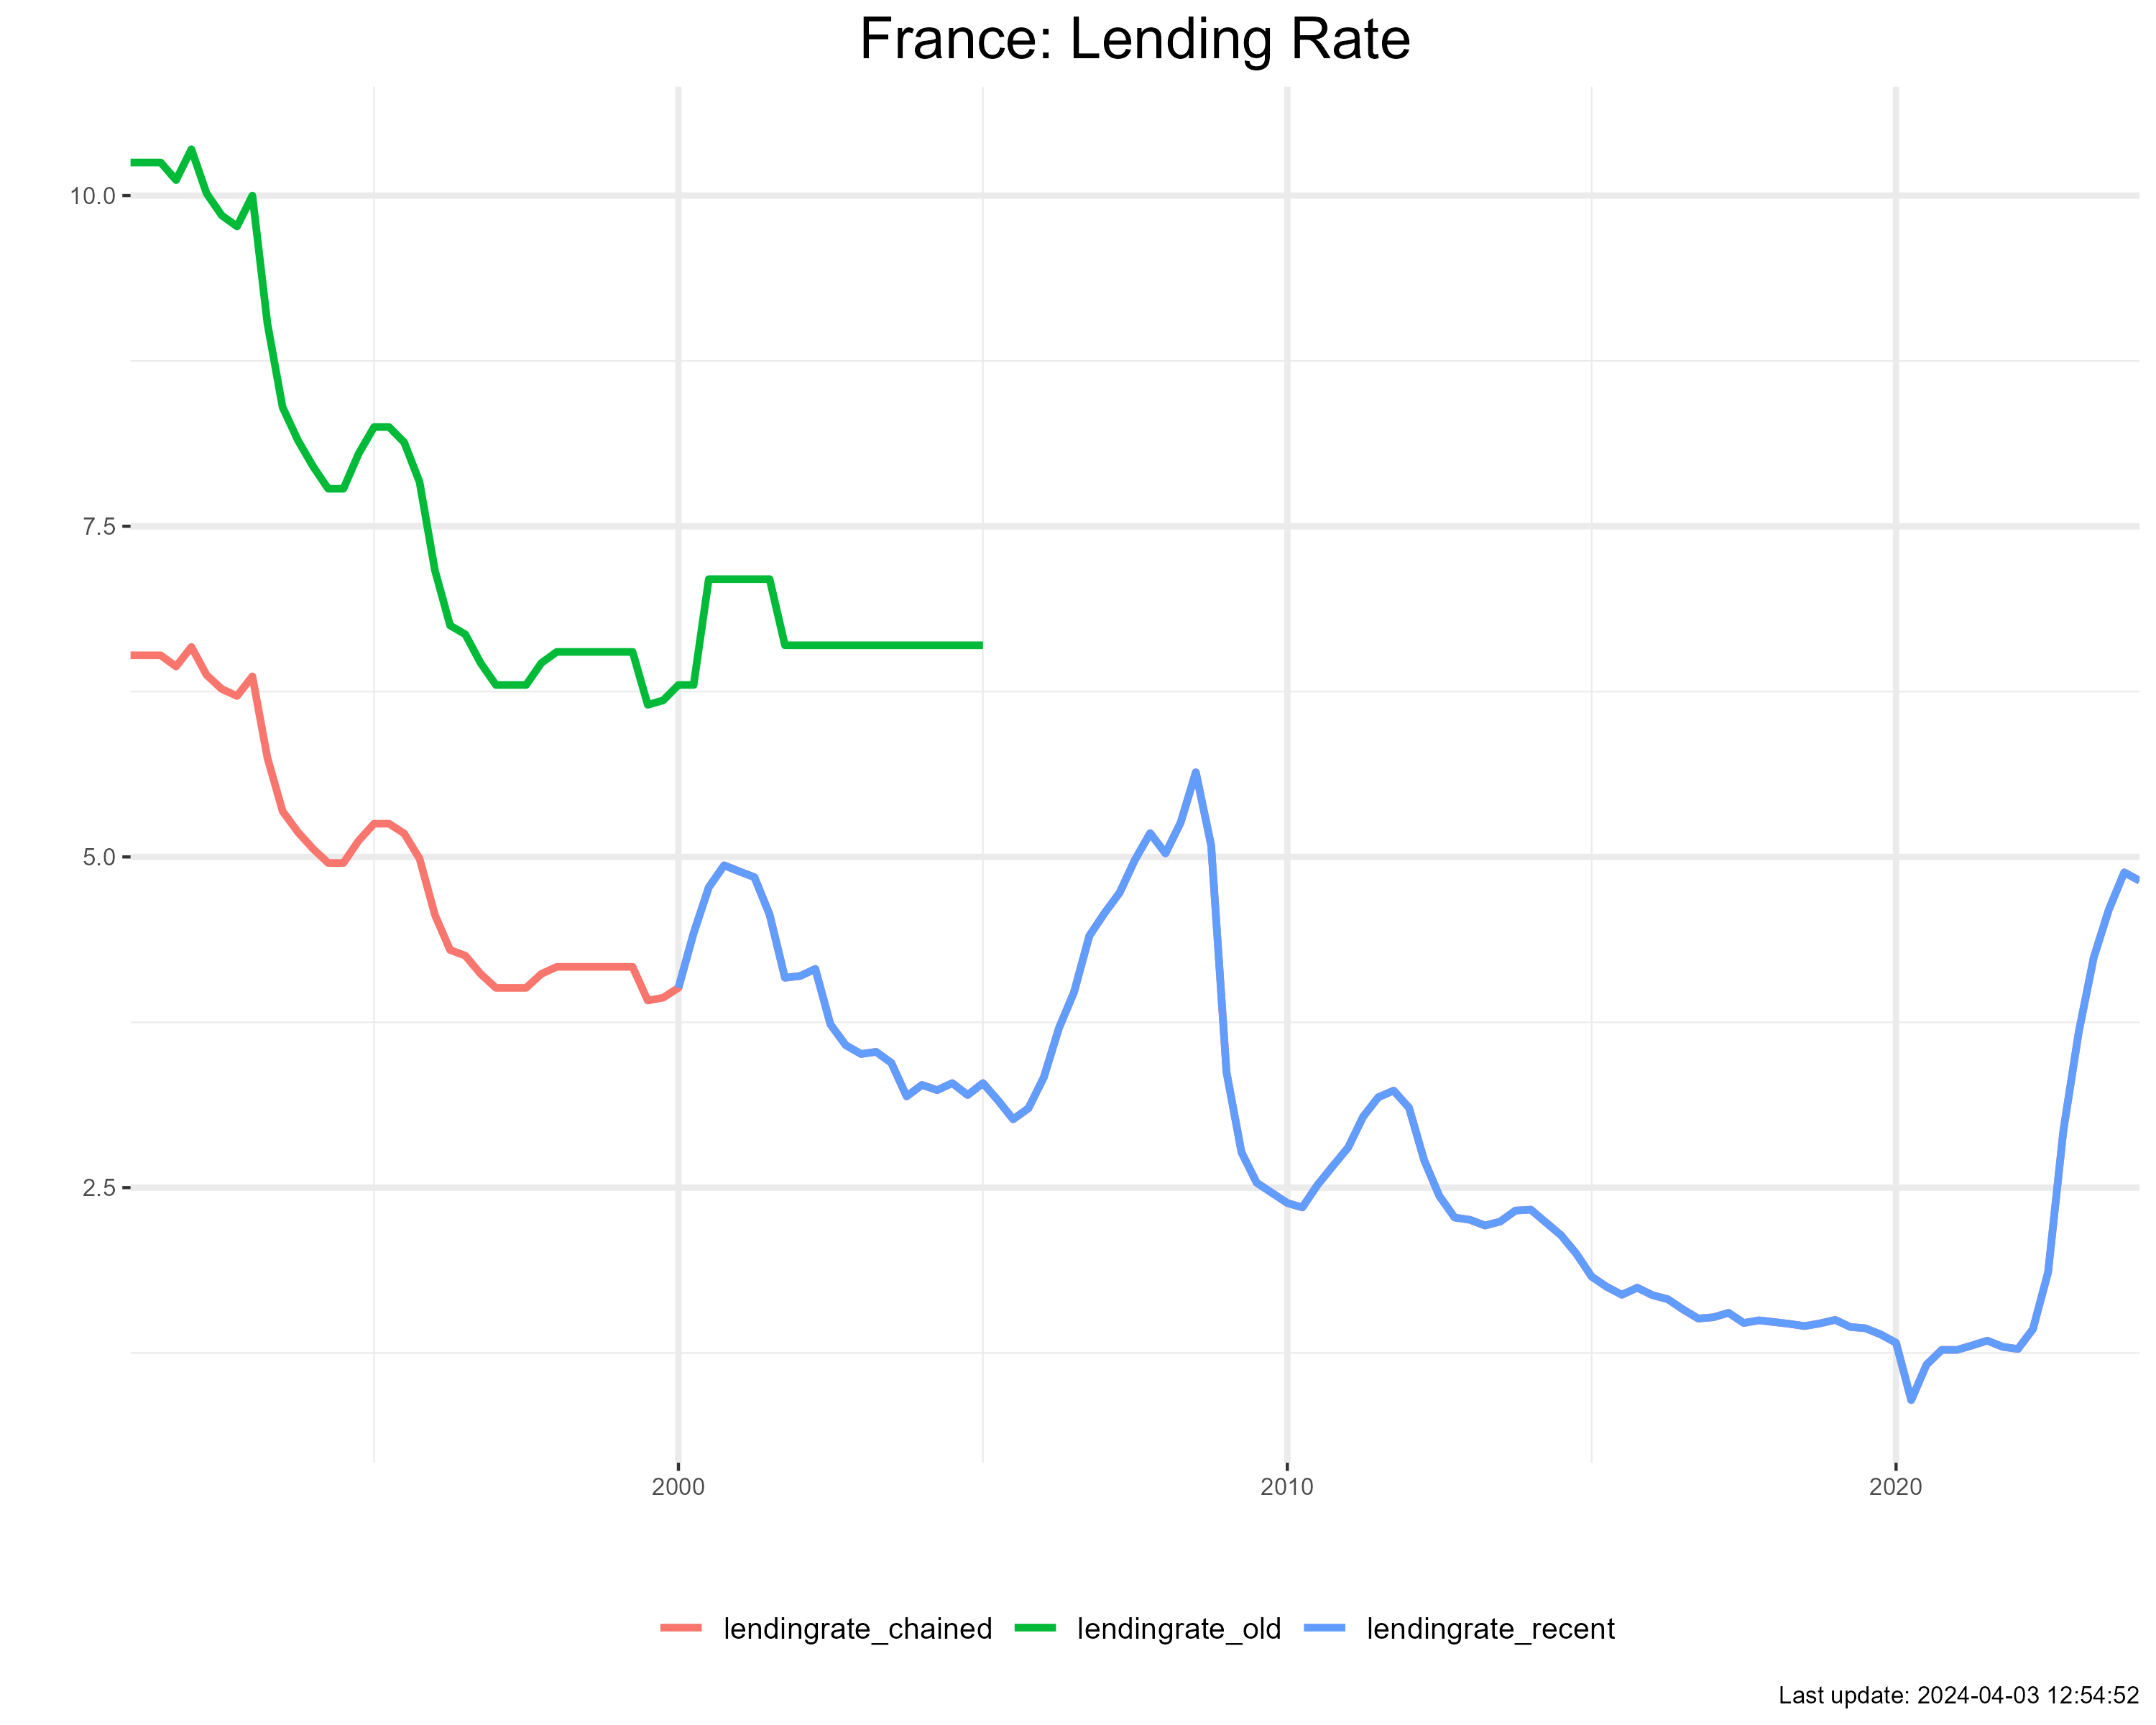 France: Lending Rate
10.0
7.5
5.0
2.5
2000 2010 2020
lendingrate_chained lendingrate_old lendingrate_recent
Last update: 2024-04-03 12:54:52